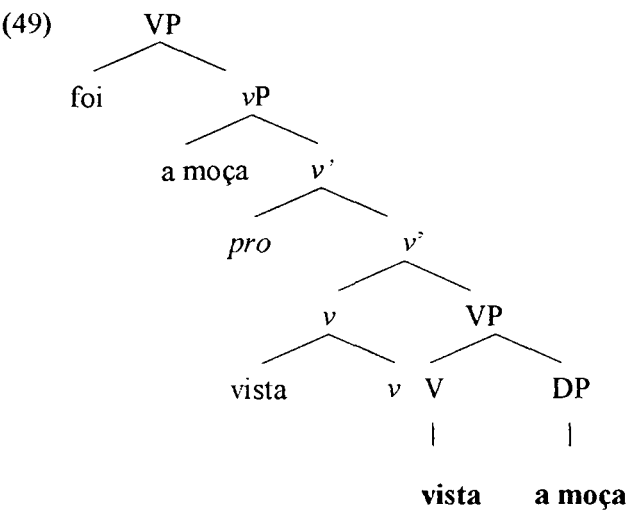 (49) VP
foi vP
a moça v'
pro v'
v VP
vista v V DP
vista a moça